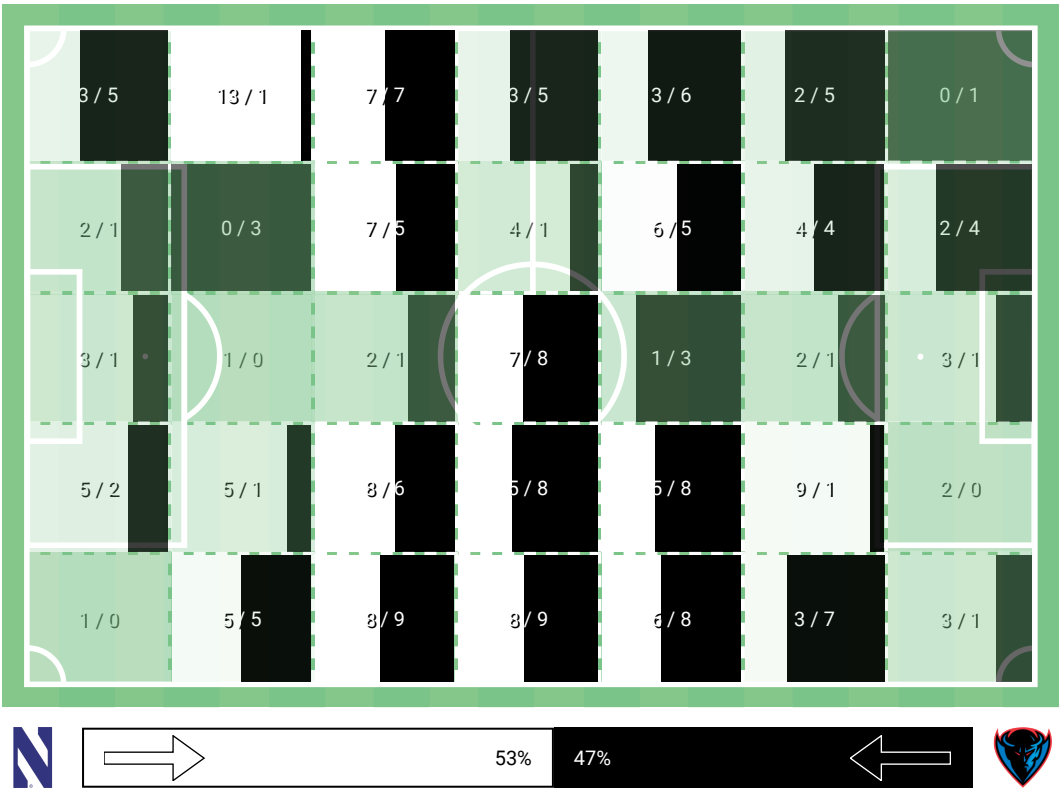 3 / 5 13 / 1 7 / 7 3 / 5 3 / 6 2 / 5 0 / 1
2 / 1 0 / 3 7 / 5 4 / 1 6 / 5 4 / 4 2 / 4
3 / 1 1 / 0 2 / 1 7 / 8 1 / 3 2 / 1 3 / 1
5 / 2 5 / 1 8 / 6 5 / 8 5 / 8 9 / 1 2 / 0
1 / 0 5 / 5 8 / 9 8 / 9 6 / 8 3 / 7 3 / 1
N 53% 47%